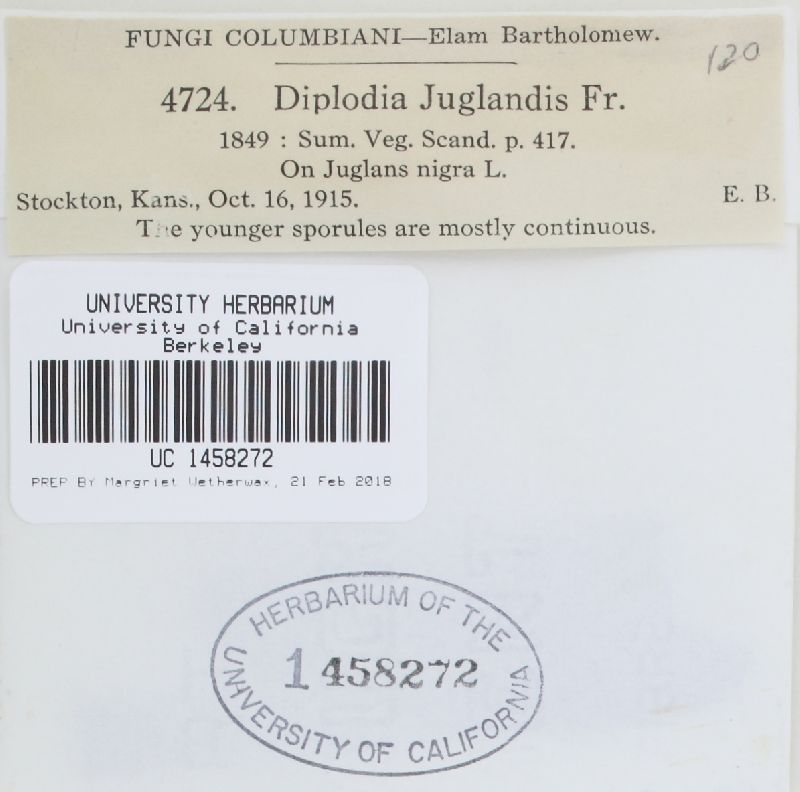 FUNGI COLUMBIANI—Elam Bartholomew.
120
4724. Diplodia Juglandis Fr.
1849 : Sum. Veg. Scand. p. 417.
On Juglans nigra L.
Stockton, Kans., Oct. 16, 1915. E. B.
The younger sporules are mostly continuous.
UNIVERSITY HERBARIUM
University of California
Berkeley
UC 1458272
PREP BY Margriet Wetherwax, 21 Feb 2018
HERBARIUM OF THE
1458272
UNIVERSITY OF CALIFORNIA